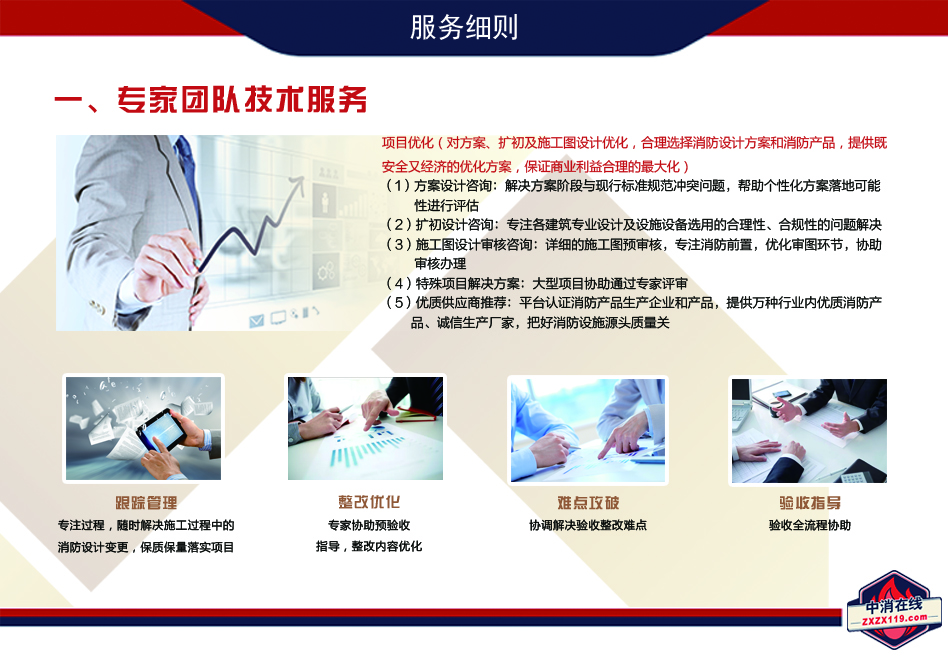 服务细则
一、专家团队技术服务
项目优化（对方案、扩初及施工图设计优化，合理选择消防设计方案和消防产品，提供既
安全又经济的优化方案，保证商业利益合理的最大化）
（1）方案设计咨询：解决方案阶段与现行标准规范冲突问题，帮助个性化方案落地可能
性进行评估
（2）扩初设计咨询：专注各建筑专业设计及设施设备选用的合理性、合规性的问题解决
（3）施工图设计审核咨询：详细的施工图预审核，专注消防前置，优化审图环节，协助
审核办理
（4）特殊项目解决方案：大型项目协助通过专家评审
（5）优质供应商推荐：平台认证消防产品生产企业和产品，提供万种行业内优质消防产
品、诚信生产厂家，把好消防设施源头质量关
跟踪管理
专注过程，随时解决施工过程中的
消防设计变更，保质保量落实项目
整改优化
专家协助预验收
指导，整改内容优化
难点攻破
协调解决验收整改难点
验收指导
验收全流程协助
中消在线
ZXZX119.com